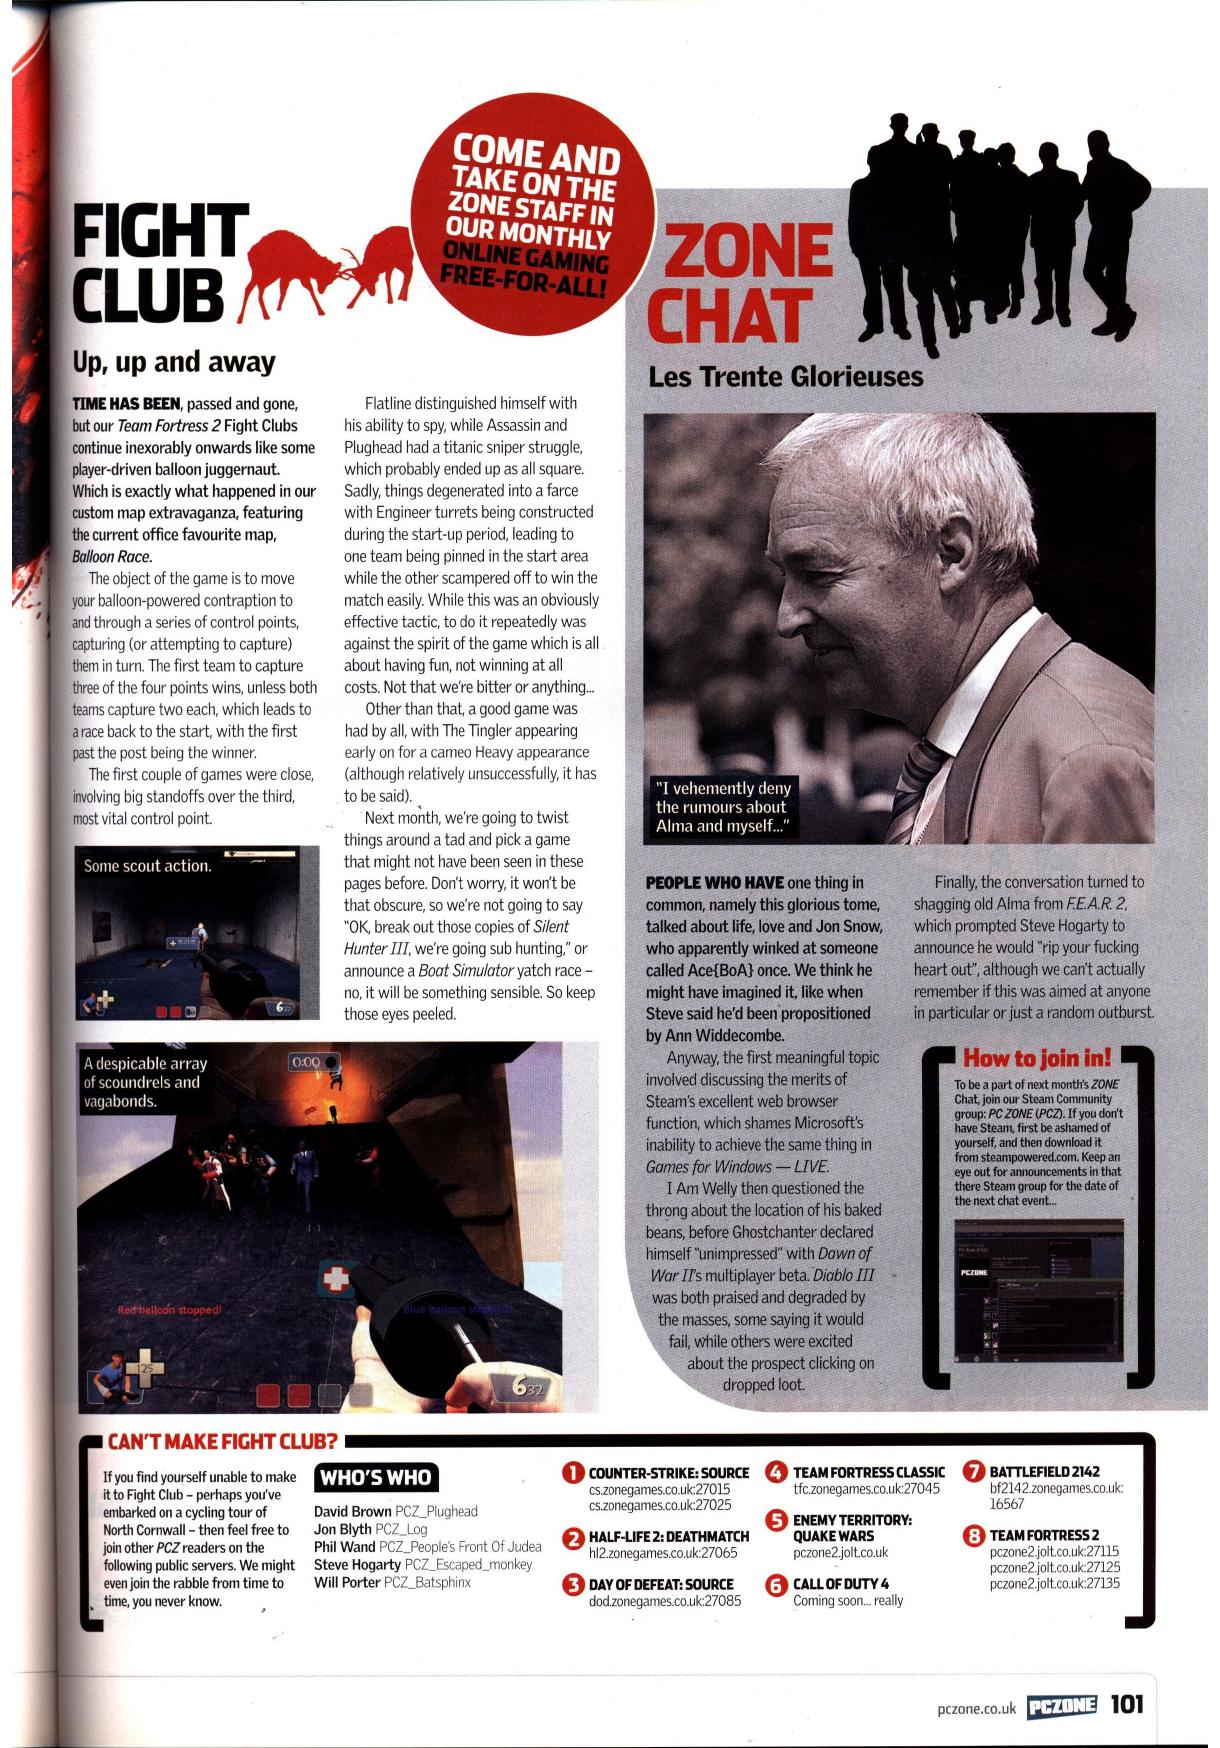 FIGHT
CLUB
COME AND
TAKE ON THE
ZONE STAFF IN
OUR MONTHLY
ONLINE GAMING
FREE-FOR-ALL!
Up, up and away
TIME HAS BEEN, passed and gone,
but our Team Fortress 2 Fight Clubs
continue inexorably onwards like some
player-driven balloon juggernaut.
Which is exactly what happened in our
custom map extravaganza, featuring
the current office favourite map,
Balloon Race.
The object of the game is to move
your balloon-powered contraption to
and through a series of control points,
capturing (or attempting to capture)
them in turn. The first team to capture
three of the four points wins, unless both
teams capture two each, which leads to
a race back to the start, with the first
past the post being the winner.
The first couple of games were close,
involving big standoffs over the third,
most vital control point.
Some scout action.
6
Flatline distinguished himself with
his ability to spy, while Assassin and
Plughead had a titanic sniper struggle,
which probably ended up as all square.
Sadly, things degenerated into a farce
with Engineer turrets being constructed
during the start-up period, leading to
one team being pinned in the start area
while the other scampered off to win the
match easily. While this was an obviously
effective tactic, to do it repeatedly was
against the spirit of the game which is all
about having fun, not winning at all
costs. Not that we're bitter or anything...
Other than that, a good game was
had by all, with The Tingler appearing
early on for a cameo Heavy appearance
(although relatively unsuccessfully, it has
to be said).
Next month, we're going to twist
things around a tad and pick a game
that might not have been seen in these
pages before. Don't worry, it won't be
that obscure, so we're not going to say
"OK, break out those copies of Silent
Hunter III, we're going sub hunting," or
announce a Boat Simulator yatch race –
no, it will be something sensible. So keep
those eyes peeled.
A despicable array
of scoundrels and
vagabonds.
0:00
Red balloon stopped!
Blue balloon stopped!
125
6 32
ZONE
CHAT
Les Trente Glorieuses
"I vehemently deny
the rumours about
Alma and myself..."
PEOPLE WHO HAVE one thing in
common, namely this glorious tome,
talked about life, love and Jon Snow,
who apparently winked at someone
called Ace{BoA} once. We think he
might have imagined it, like when
Steve said he'd been propositioned
by Ann Widdecombe.
Anyway, the first meaningful topic
involved discussing the merits of
Steam's excellent web browser
function, which shames Microsoft's
inability to achieve the same thing in
Games for Windows — LIVE.
I Am Welly then questioned the
throng about the location of his baked
beans, before Ghostchanter declared
himself "unimpressed" with Dawn of
War II's multiplayer beta. Diablo III
was both praised and degraded by
the masses, some saying it would
fail, while others were excited
about the prospect clicking on
dropped loot.
Finally, the conversation turned to
shagging old Alma from F.E.A.R. 2,
which prompted Steve Hogarty to
announce he would "rip your fucking
heart out", although we can't actually
remember if this was aimed at anyone
in particular or just a random outburst.
How to join in!
To be a part of next month's ZONE
Chat, join our Steam Community
group: PC ZONE (PCZ). If you don't
have Steam, first be ashamed of
yourself, and then download it
from steampowered.com. Keep an
eye out for announcements in that
there Steam group for the date of
the next chat event...
PCZONE
CAN'T MAKE FIGHT CLUB?
If you find yourself unable to make
it to Fight Club – perhaps you've
embarked on a cycling tour of
North Cornwall – then feel free to
join other PCZ readers on the
following public servers. We might
even join the rabble from time to
time, you never know.
WHO'S WHO
David Brown PCZ_Plughead
Jon Blyth PCZ_Log
Phil Wand PCZ_People's Front Of Judea
Steve Hogarty PCZ_Escaped_monkey
Will Porter PCZ_Batsphinx
1 COUNTER-STRIKE: SOURCE
cs.zonegames.co.uk:27015
cs.zonegames.co.uk:27025
2 HALF-LIFE 2: DEATHMATCH
hl2.zonegames.co.uk:27065
3 DAY OF DEFEAT: SOURCE
dod.zonegames.co.uk:27085
4 TEAM FORTRESS CLASSIC
tfc.zonegames.co.uk:27045
5 ENEMY TERRITORY:
QUAKE WARS
pczone2.jolt.co.uk
6 CALL OF DUTY 4
Coming soon... really
7 BATTLEFIELD 2142
bf2142.zonegames.co.uk:
16567
8 TEAM FORTRESS 2
pczone2.jolt.co.uk:27115
pczone2.jolt.co.uk:27125
pczone2.jolt.co.uk:27135
pczone.co.uk PCZONE 101